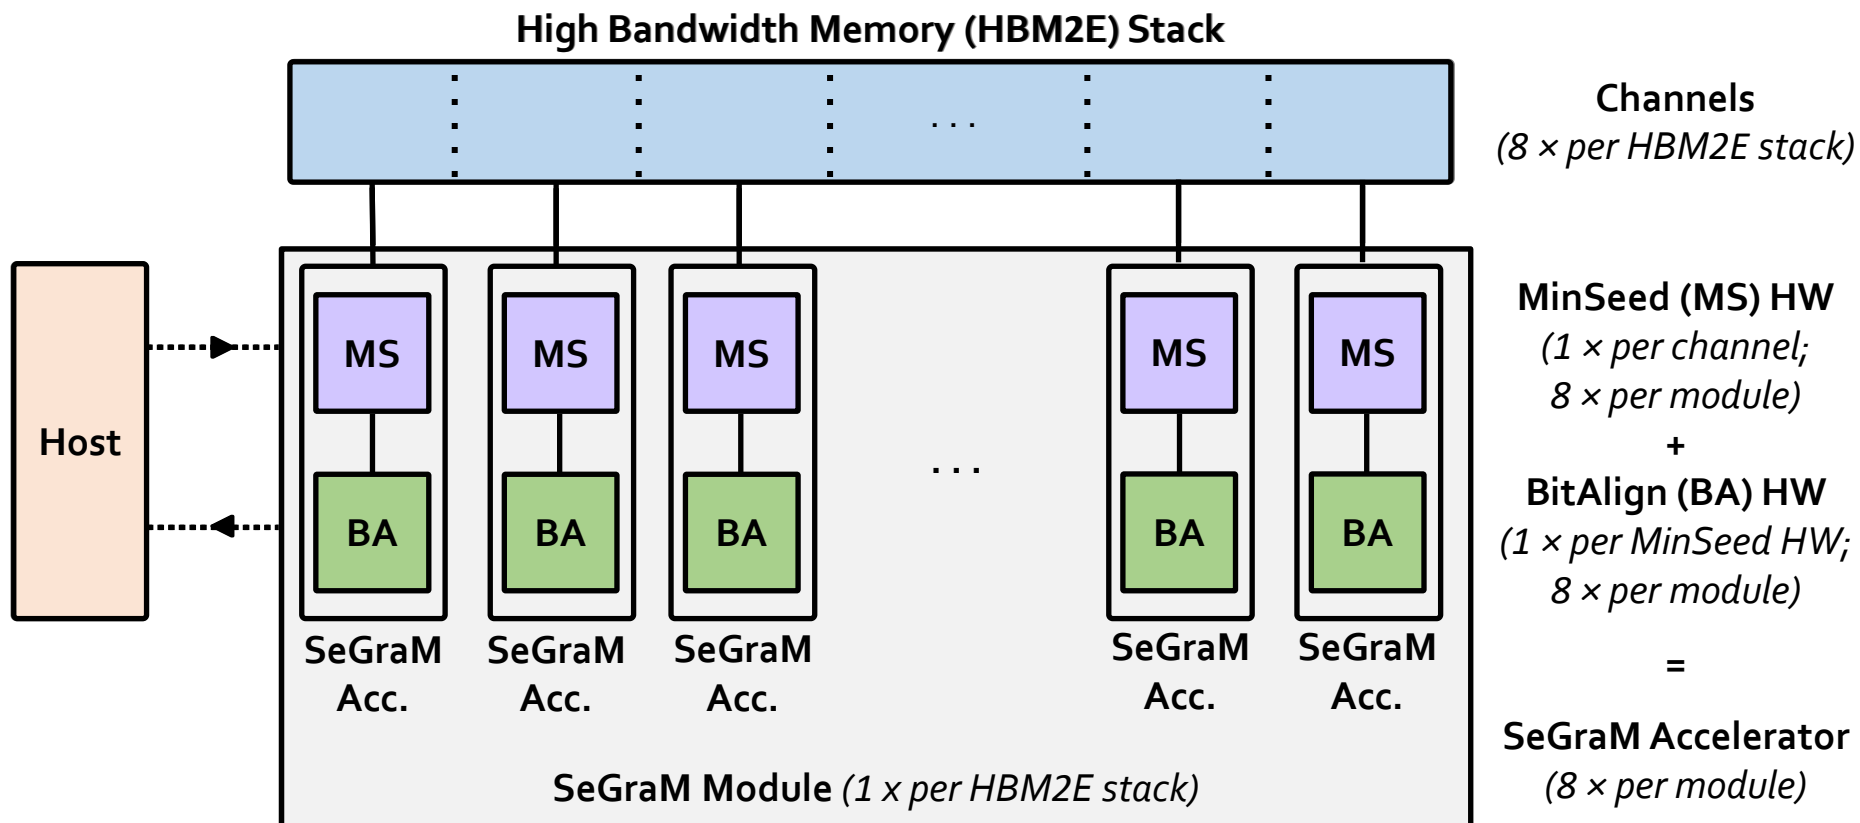 High Bandwidth Memory (HBM2E) Stack
. . .
Channels
(8 × per HBM2E stack)
Host
MS
MS
MS
MS
MS
. . .
BA
BA
BA
BA
BA
SeGraM
Acc.
SeGraM
Acc.
SeGraM
Acc.
SeGraM
Acc.
SeGraM
Acc.
SeGraM Module (1 x per HBM2E stack)
MinSeed (MS) HW
(1 × per channel;
8 × per module)
+
BitAlign (BA) HW
(1 × per MinSeed HW;
8 × per module)
=
SeGraM Accelerator
(8 × per module)